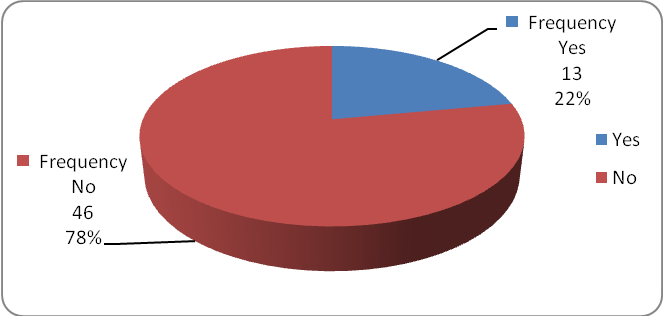 Frequency
Yes
13
22%
Yes
No
Frequency
No
46
78%